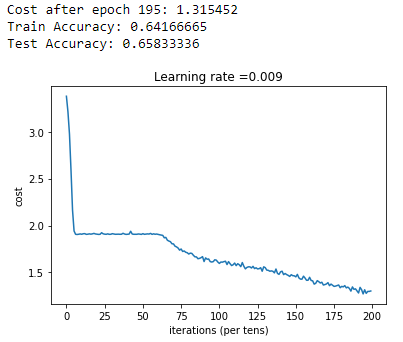 Cost after epoch 195: 1.315452
Train Accuracy: 0.64166665
Test Accuracy: 0.65833336
Learning rate =0.009
3.0
2.5
2.0
1.5
cost
0 25 50 75 100 125 150 175 200
iterations (per tens)